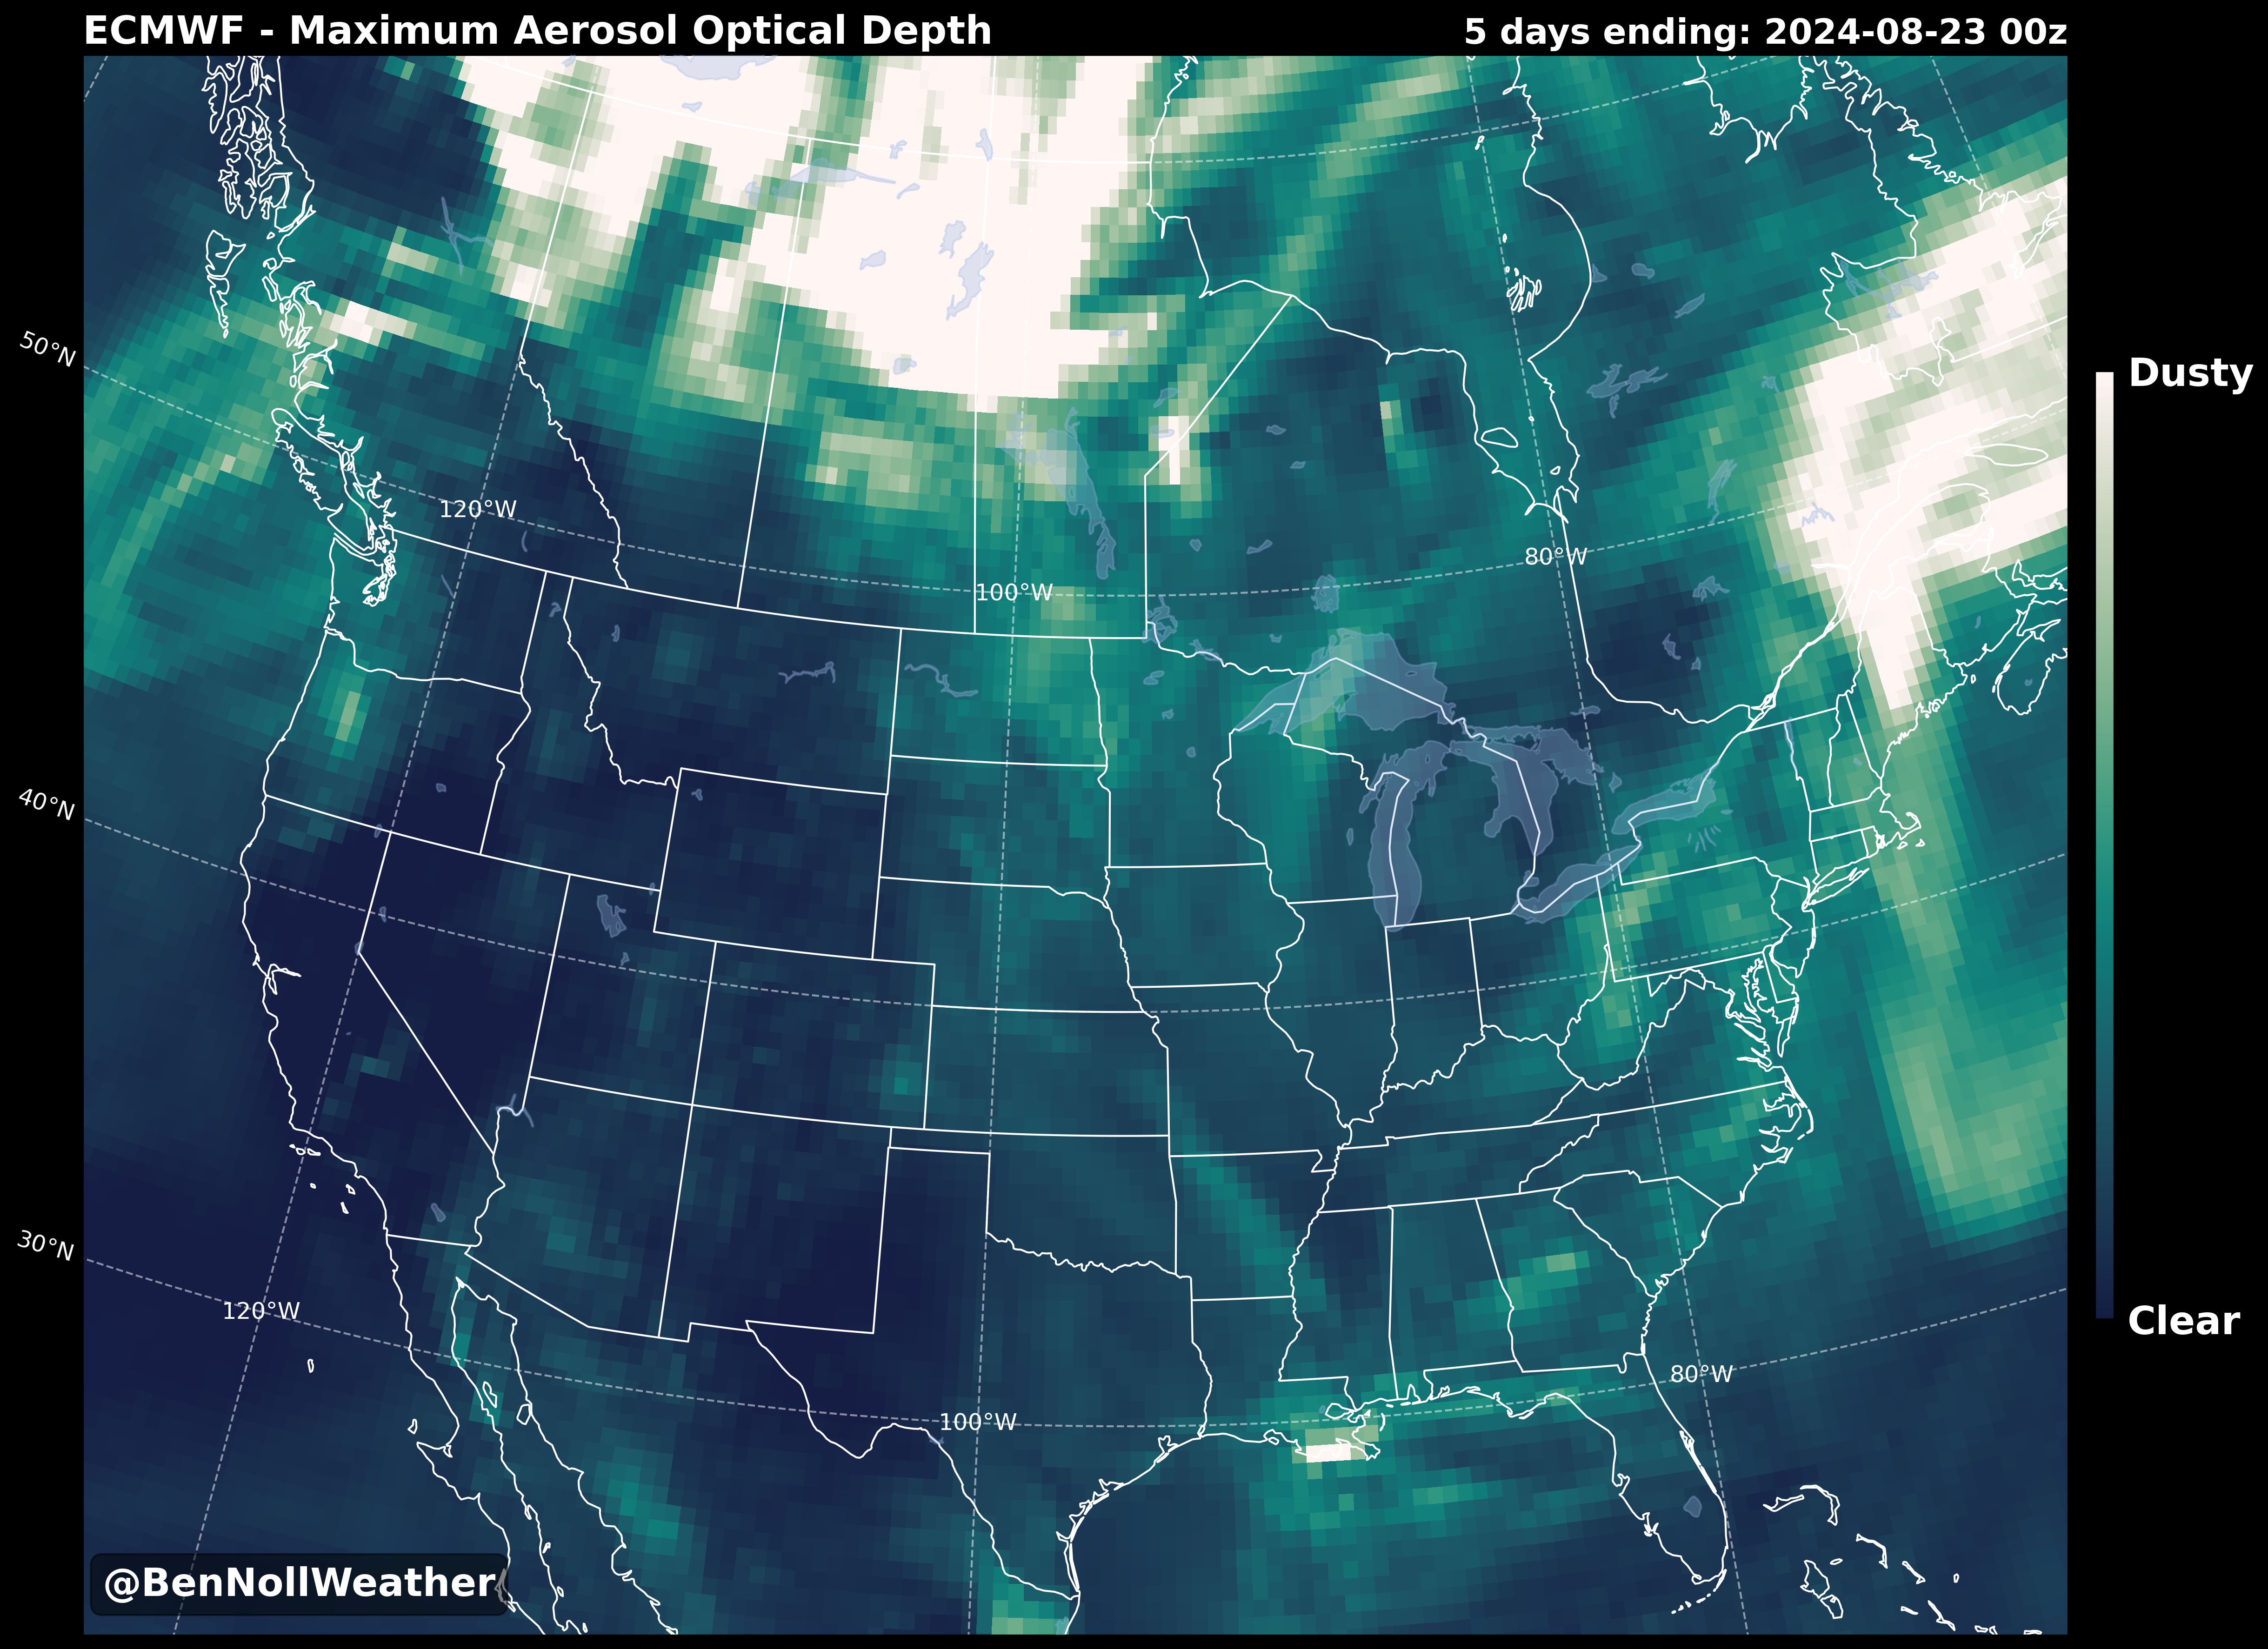 ECMWF - Maximum Aerosol Optical Depth
5 days ending: 2024-08-23 00z
50°N
Dusty
120°W
80°W
100°W
40°N
30°N
120°W
Clear
80°W
100°W
@BenNollWeather